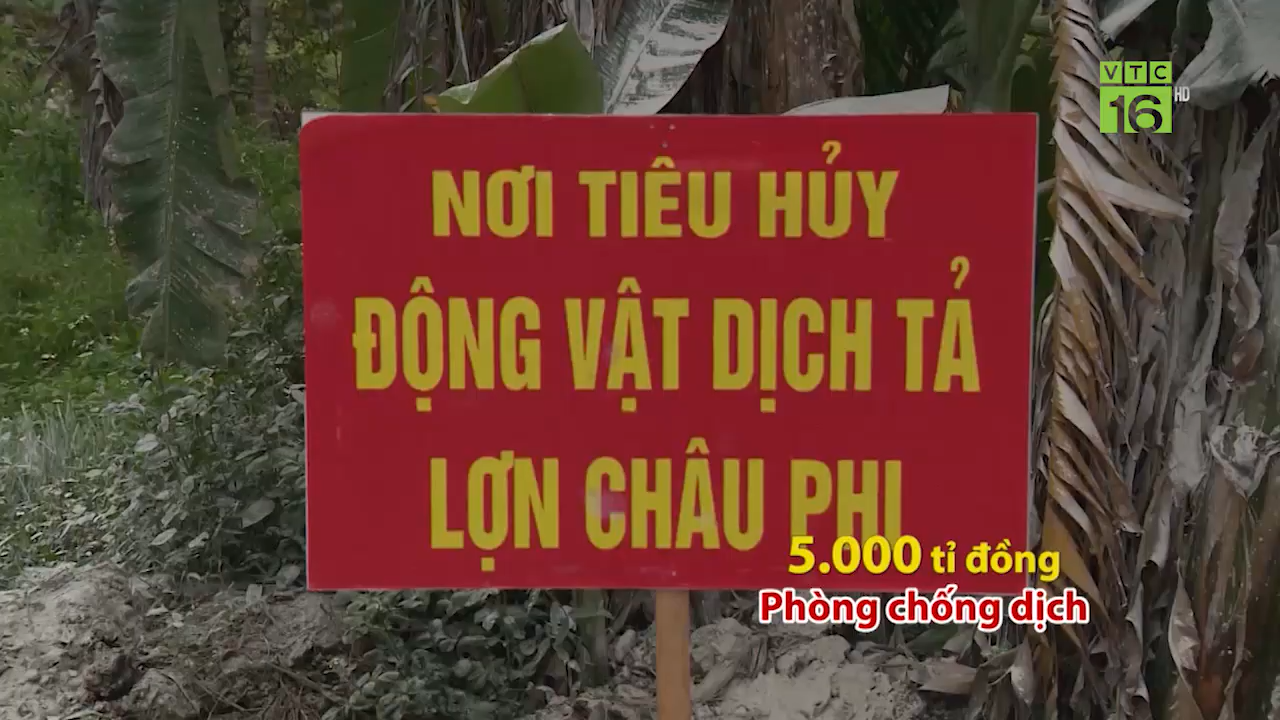 VTC
16 HD
NƠI TIÊU HỦY
ĐỘNG VẬT DỊCH TẢ
LỢN CHÂU PHI
5.000 tỉ đồng
Phòng chống dịch